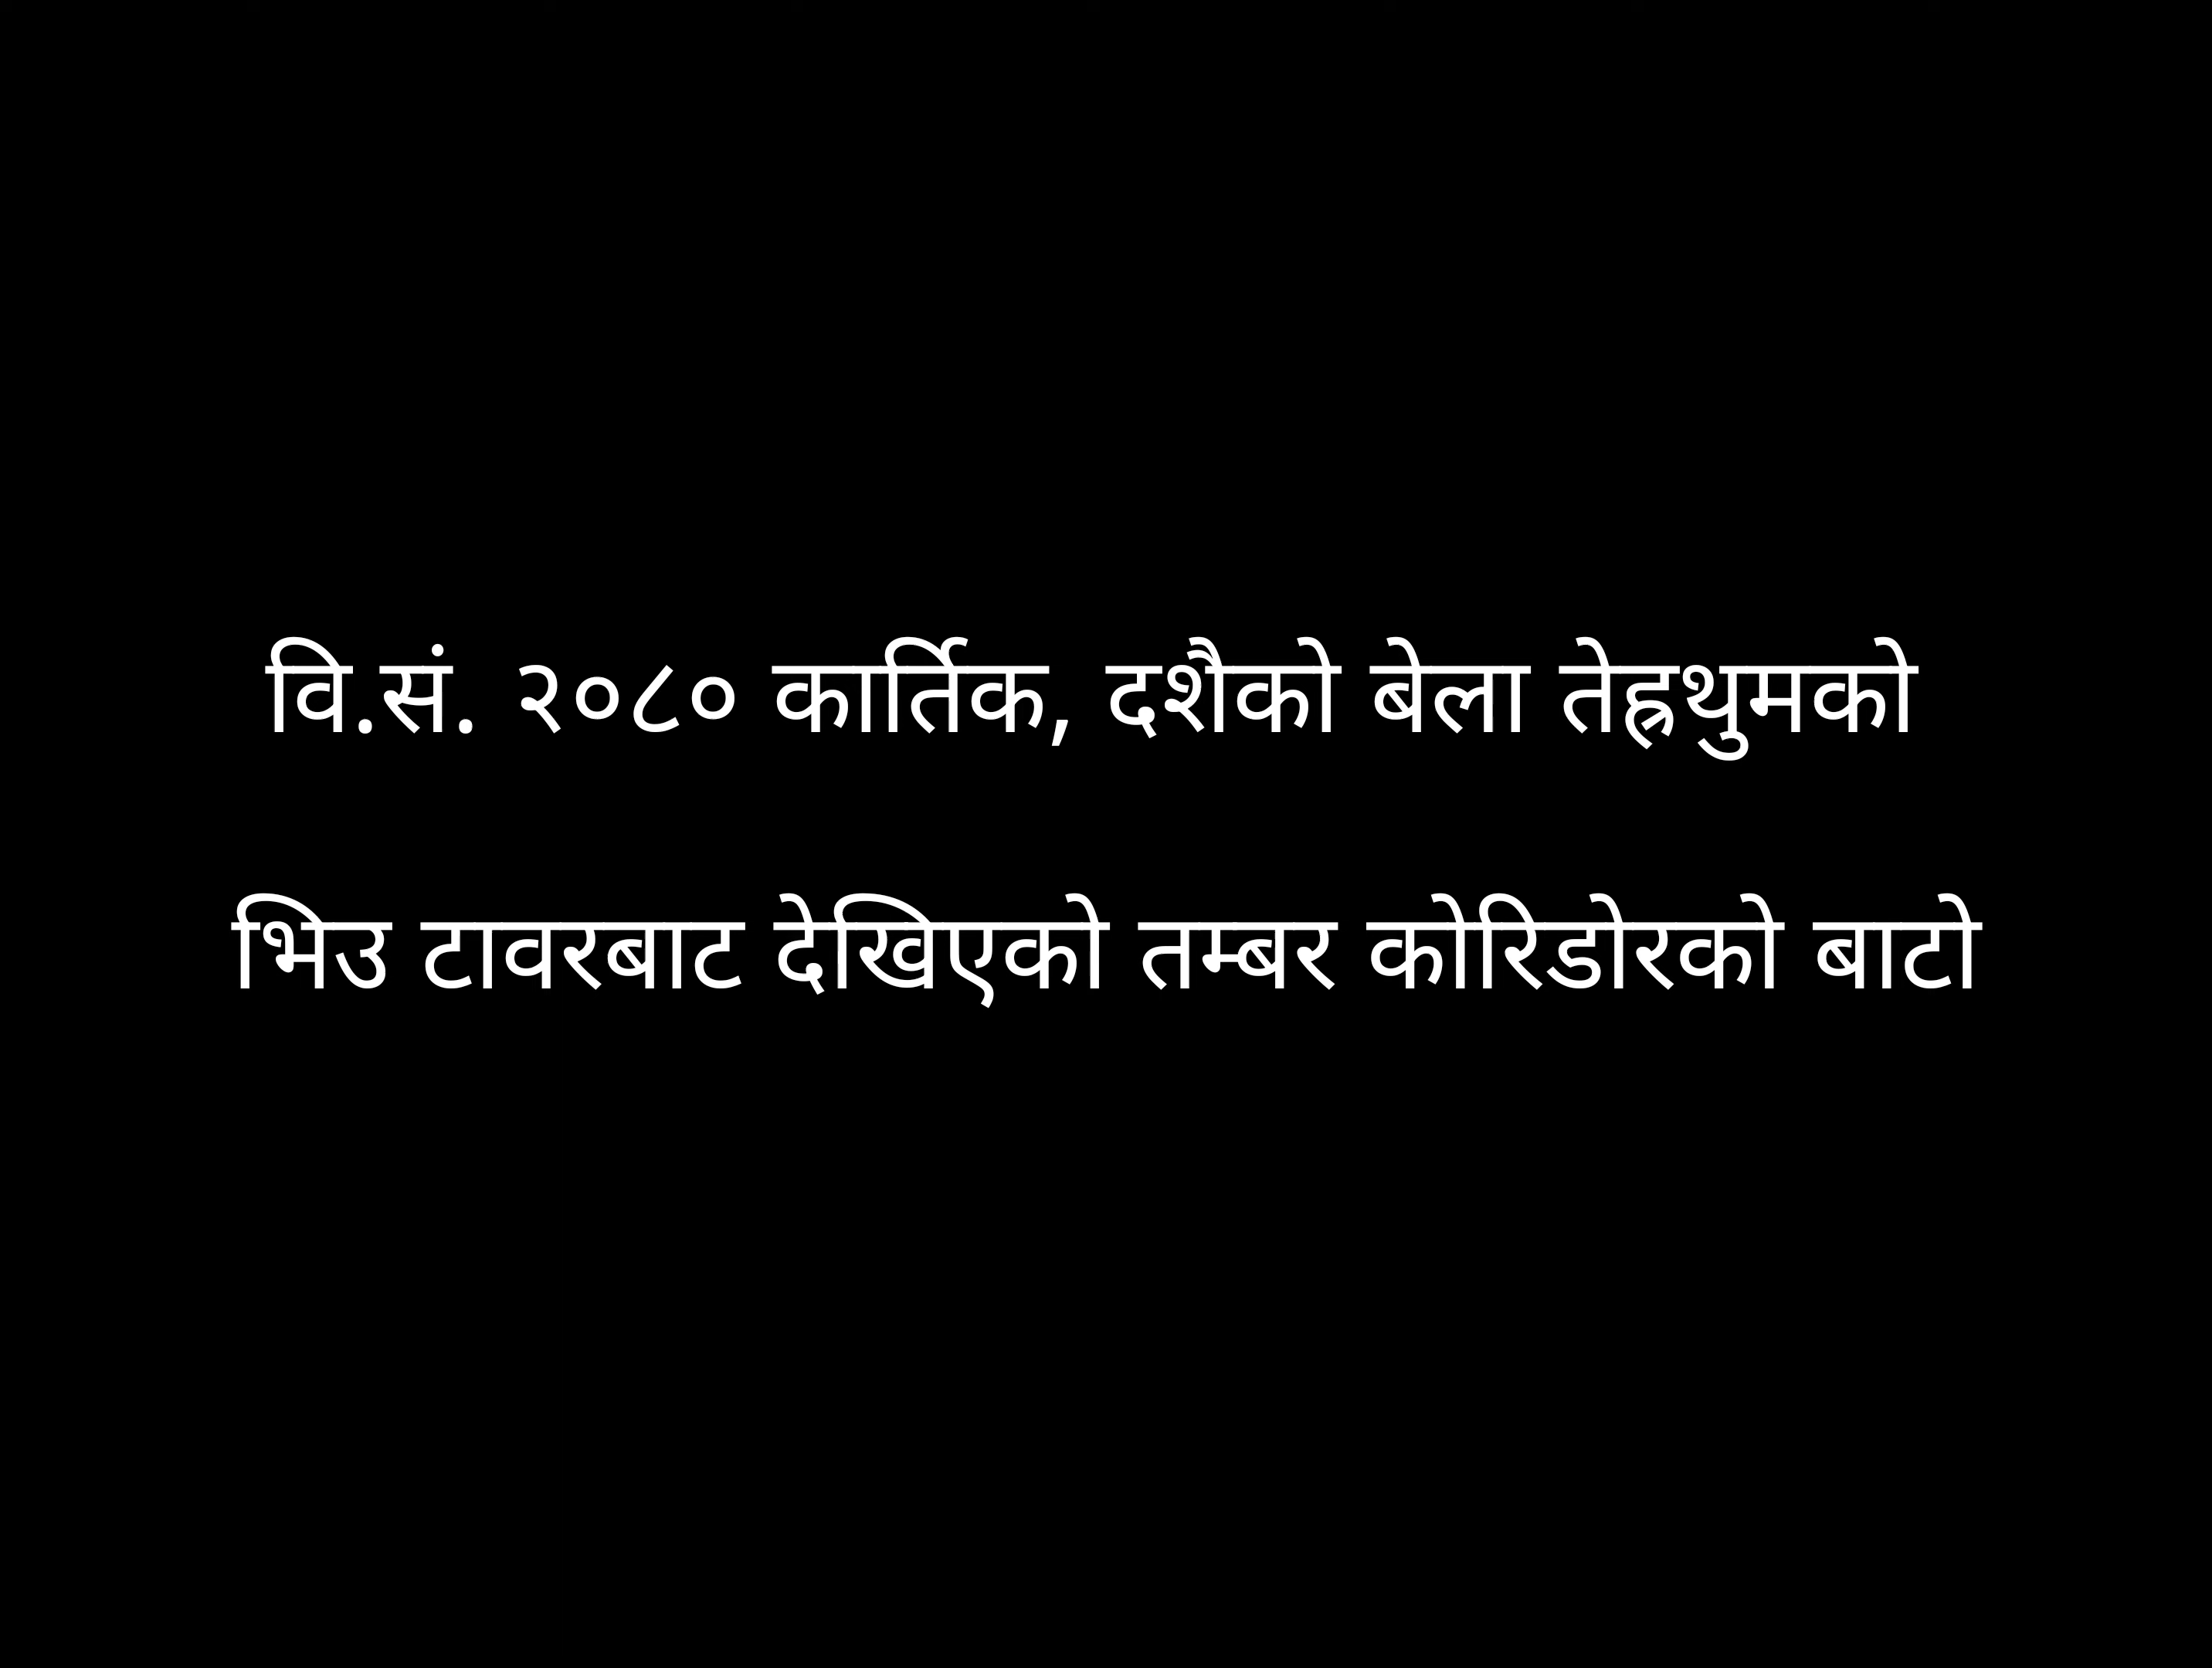 वि.सं. २०८० कार्तिक, दशैको बेला तेह्रथुमको
भिउ टावरबाट देखिएको तम्बर कोरिडोरको बाटो